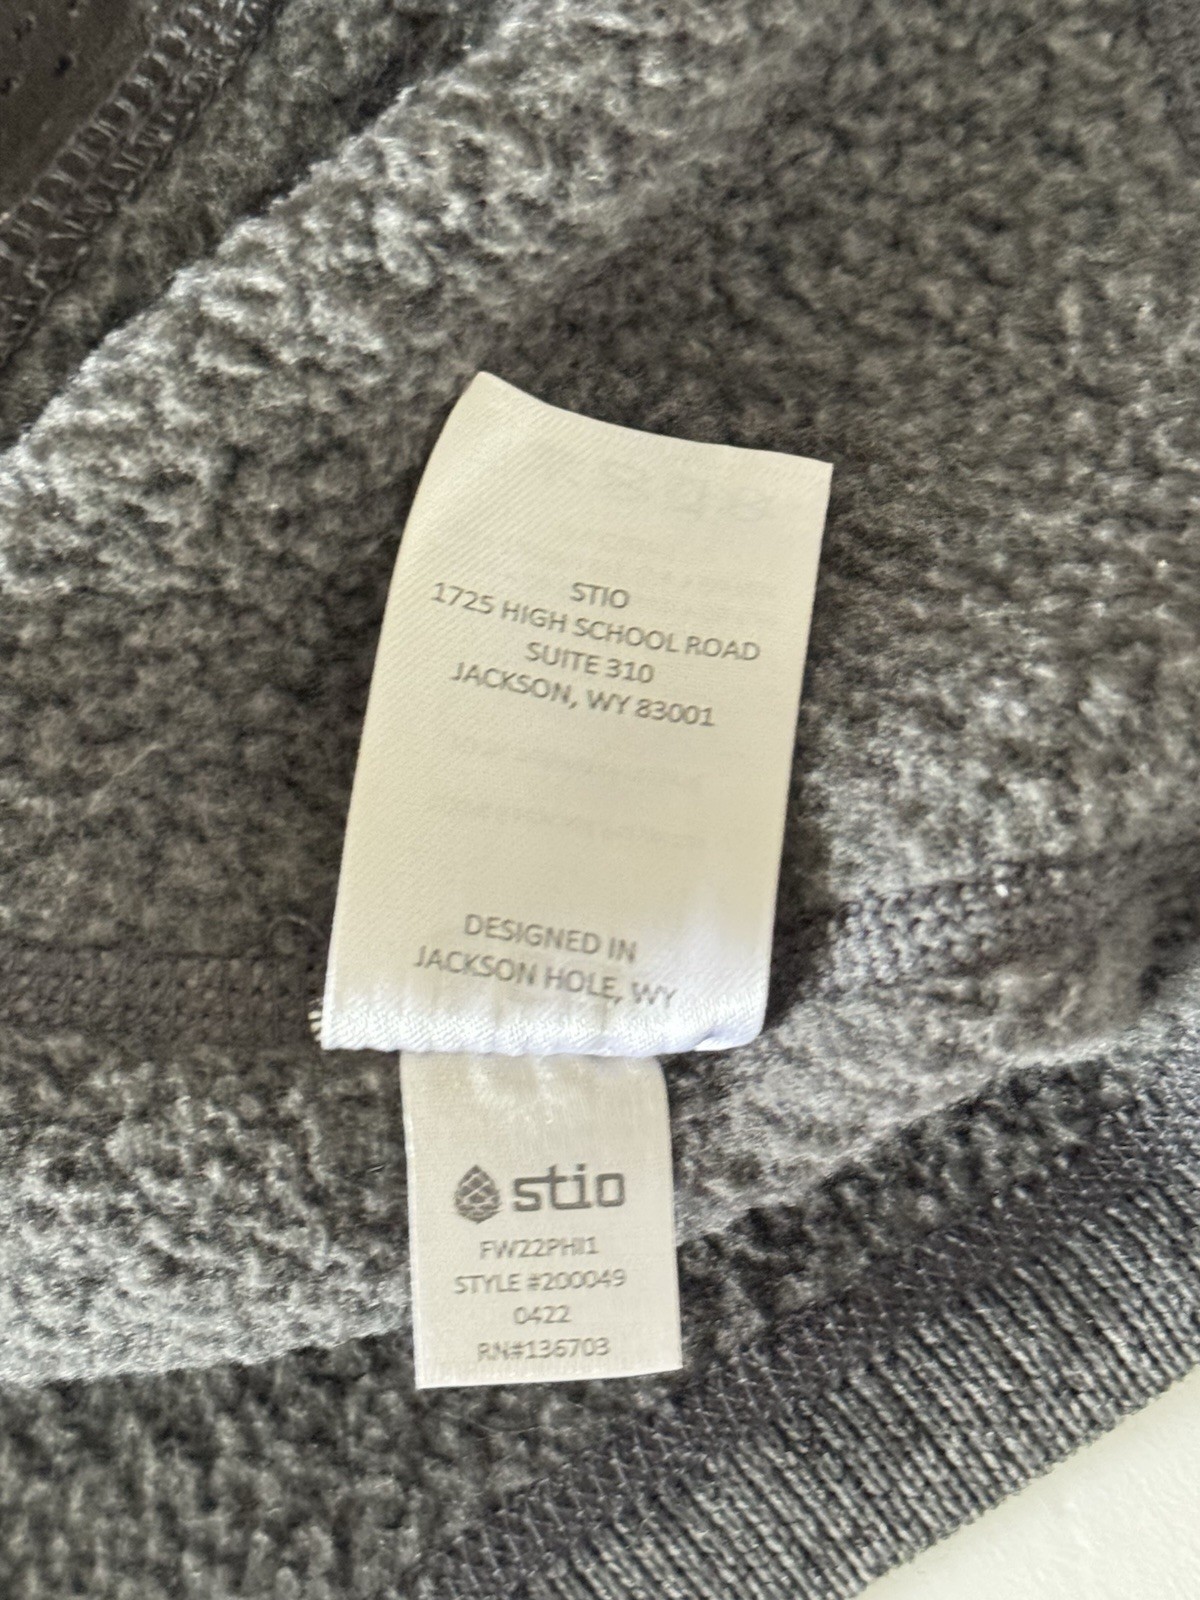 STIO
1725 HIGH SCHOOL ROAD
SUITE 310
JACKSON, WY 83001
DESIGNED IN
JACKSON HOLE, WY
stio
FW22PHI1
STYLE #200049
0422
RN#136703